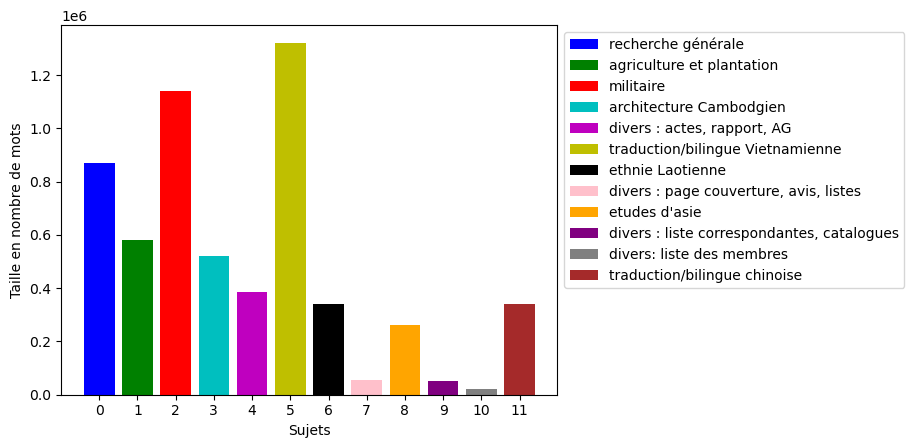 1e6
1.2
1.0
0.8
0.6
0.4
0.2
0.0
Taille en nombre de mots
0 1 2 3 4 5 6 7 8 9 10 11
Sujets
recherche générale
agriculture et plantation
militaire
architecture Cambodgien
divers : actes, rapport, AG
traduction/bilingue Vietnamienne
ethnie Laotienne
divers : page couverture, avis, listes
etudes d'asie
divers : liste correspondantes, catalogues
divers: liste des membres
traduction/bilingue chinoise